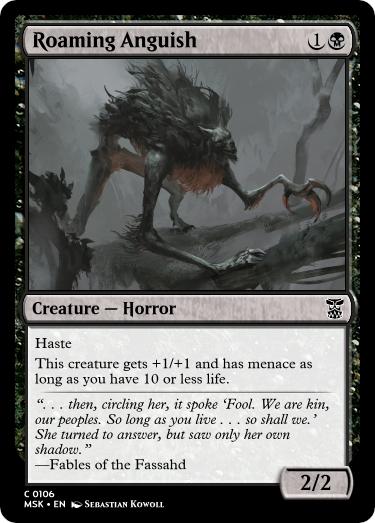 Roaming Anguish 1
Creature — Horror
Haste
This creature gets +1/+1 and has menace as
long as you have 10 or less life.
“. . . then, circling her, it spoke ‘Fool. We are kin,
our peoples. So long as you live . . . so shall we.’
She turned to answer, but saw only her own
shadow.”
—Fables of the Fassahd
2/2
C 0106
MSK • EN Sebastian Kowoll